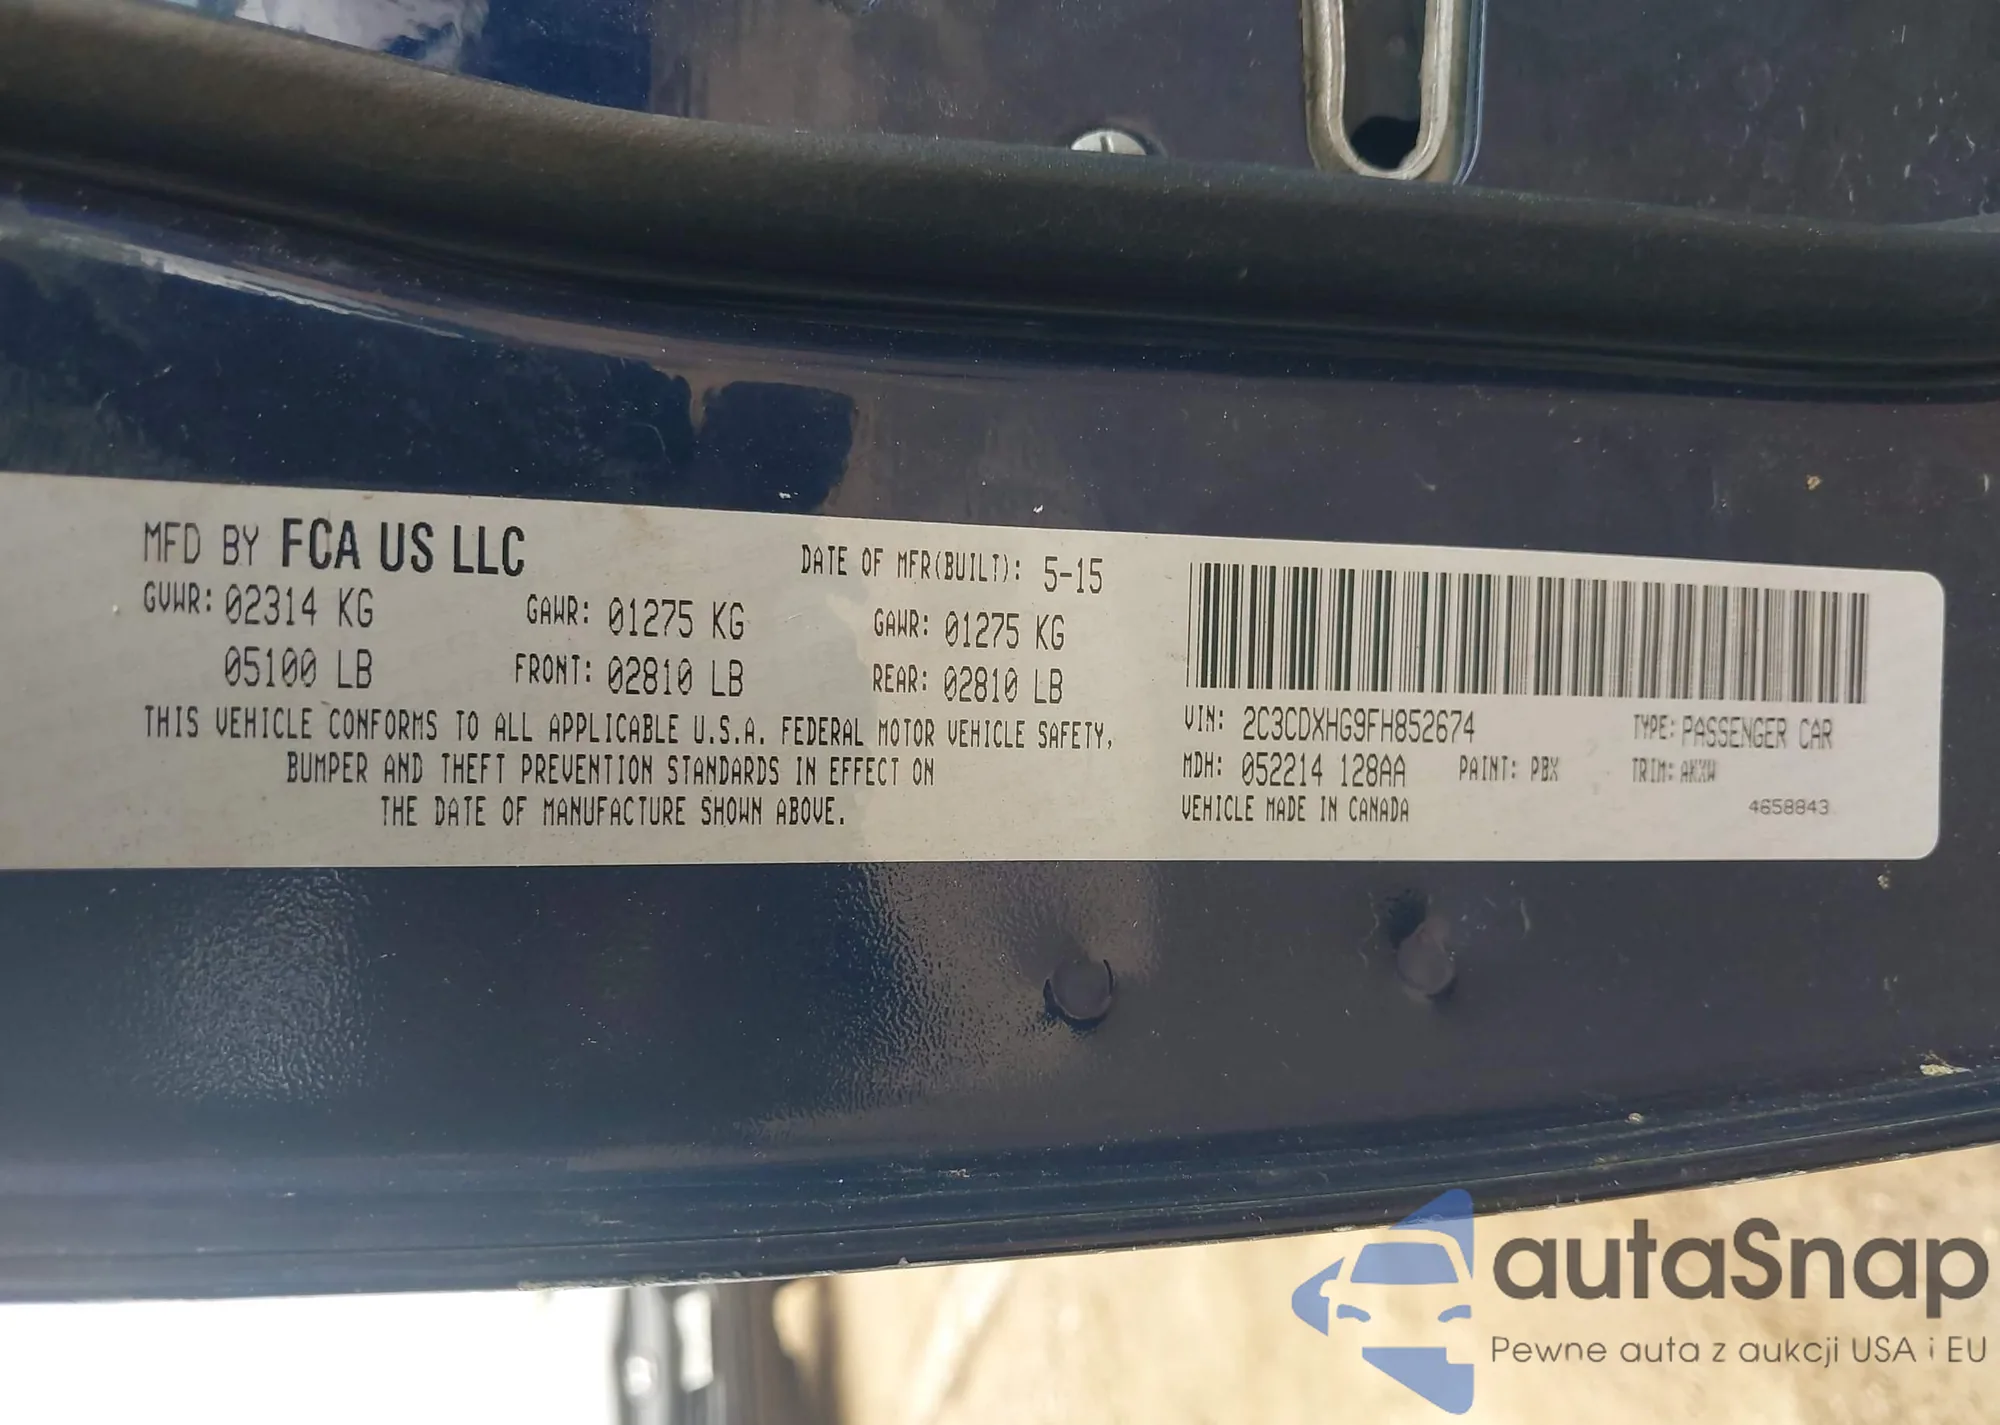 MFD BY FCA US LLC
DATE OF MFR(BUILT): 5-15
GVWR: 02314 KG
GAWR: 01275 KG
GAWR: 01275 KG
05100 LB
FRONT: 02810 LB
REAR: 02810 LB
THIS VEHICLE CONFORMS TO ALL APPLICABLE U.S.A. FEDERAL MOTOR VEHICLE SAFETY,
BUMPER AND THEFT PREVENTION STANDARDS IN EFFECT ON
THE DATE OF MANUFACTURE SHOWN ABOVE.
VIN: 2C3CDXHG9FH852674
TYPE: PASSENGER CAR
MDH: 052214 128AA
PAINT: PBX
TRIM: AKXW
VEHICLE MADE IN CANADA
4658843
autaSnap
Pewne auta z aukcji USA i EU